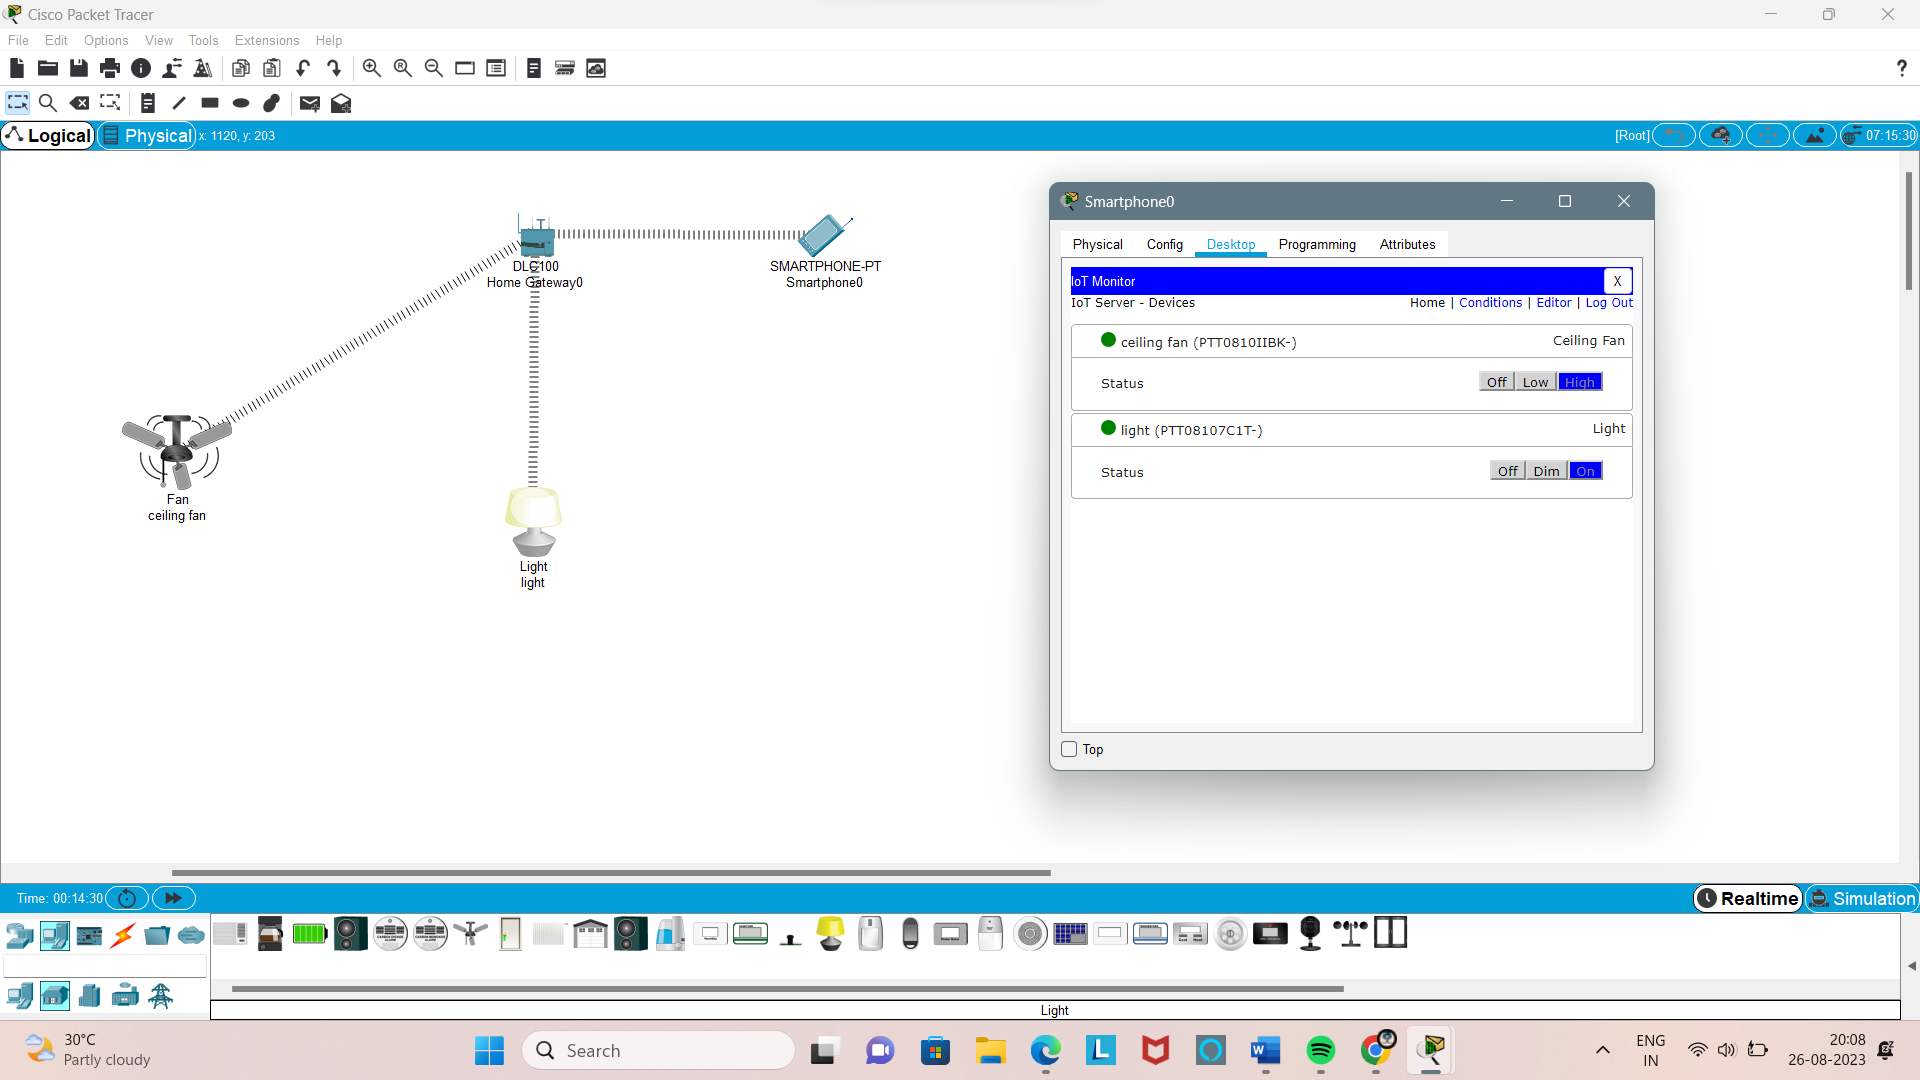 Cisco Packet Tracer
File Edit Options View Tools Extensions Help
?
Logical Physical x: 1120, y: 203 [Root] 07:15:30
DLC100
Home Gateway0
SMARTPHONE-PT
Smartphone0
Fan
ceiling fan
Light
light
Smartphone0
Physical Config Desktop Programming Attributes
IoT Monitor X
IoT Server - Devices Home | Conditions | Editor | Log Out
ceiling fan (PTT0810IIBK-) Ceiling Fan
Status Off Low High
light (PTT08107C1T-) Light
Status Off Dim On
Top
Time: 00:14:30 Realtime Simulation
Light
30°C
Partly cloudy
Search
ENG
IN
20:08
26-08-2023